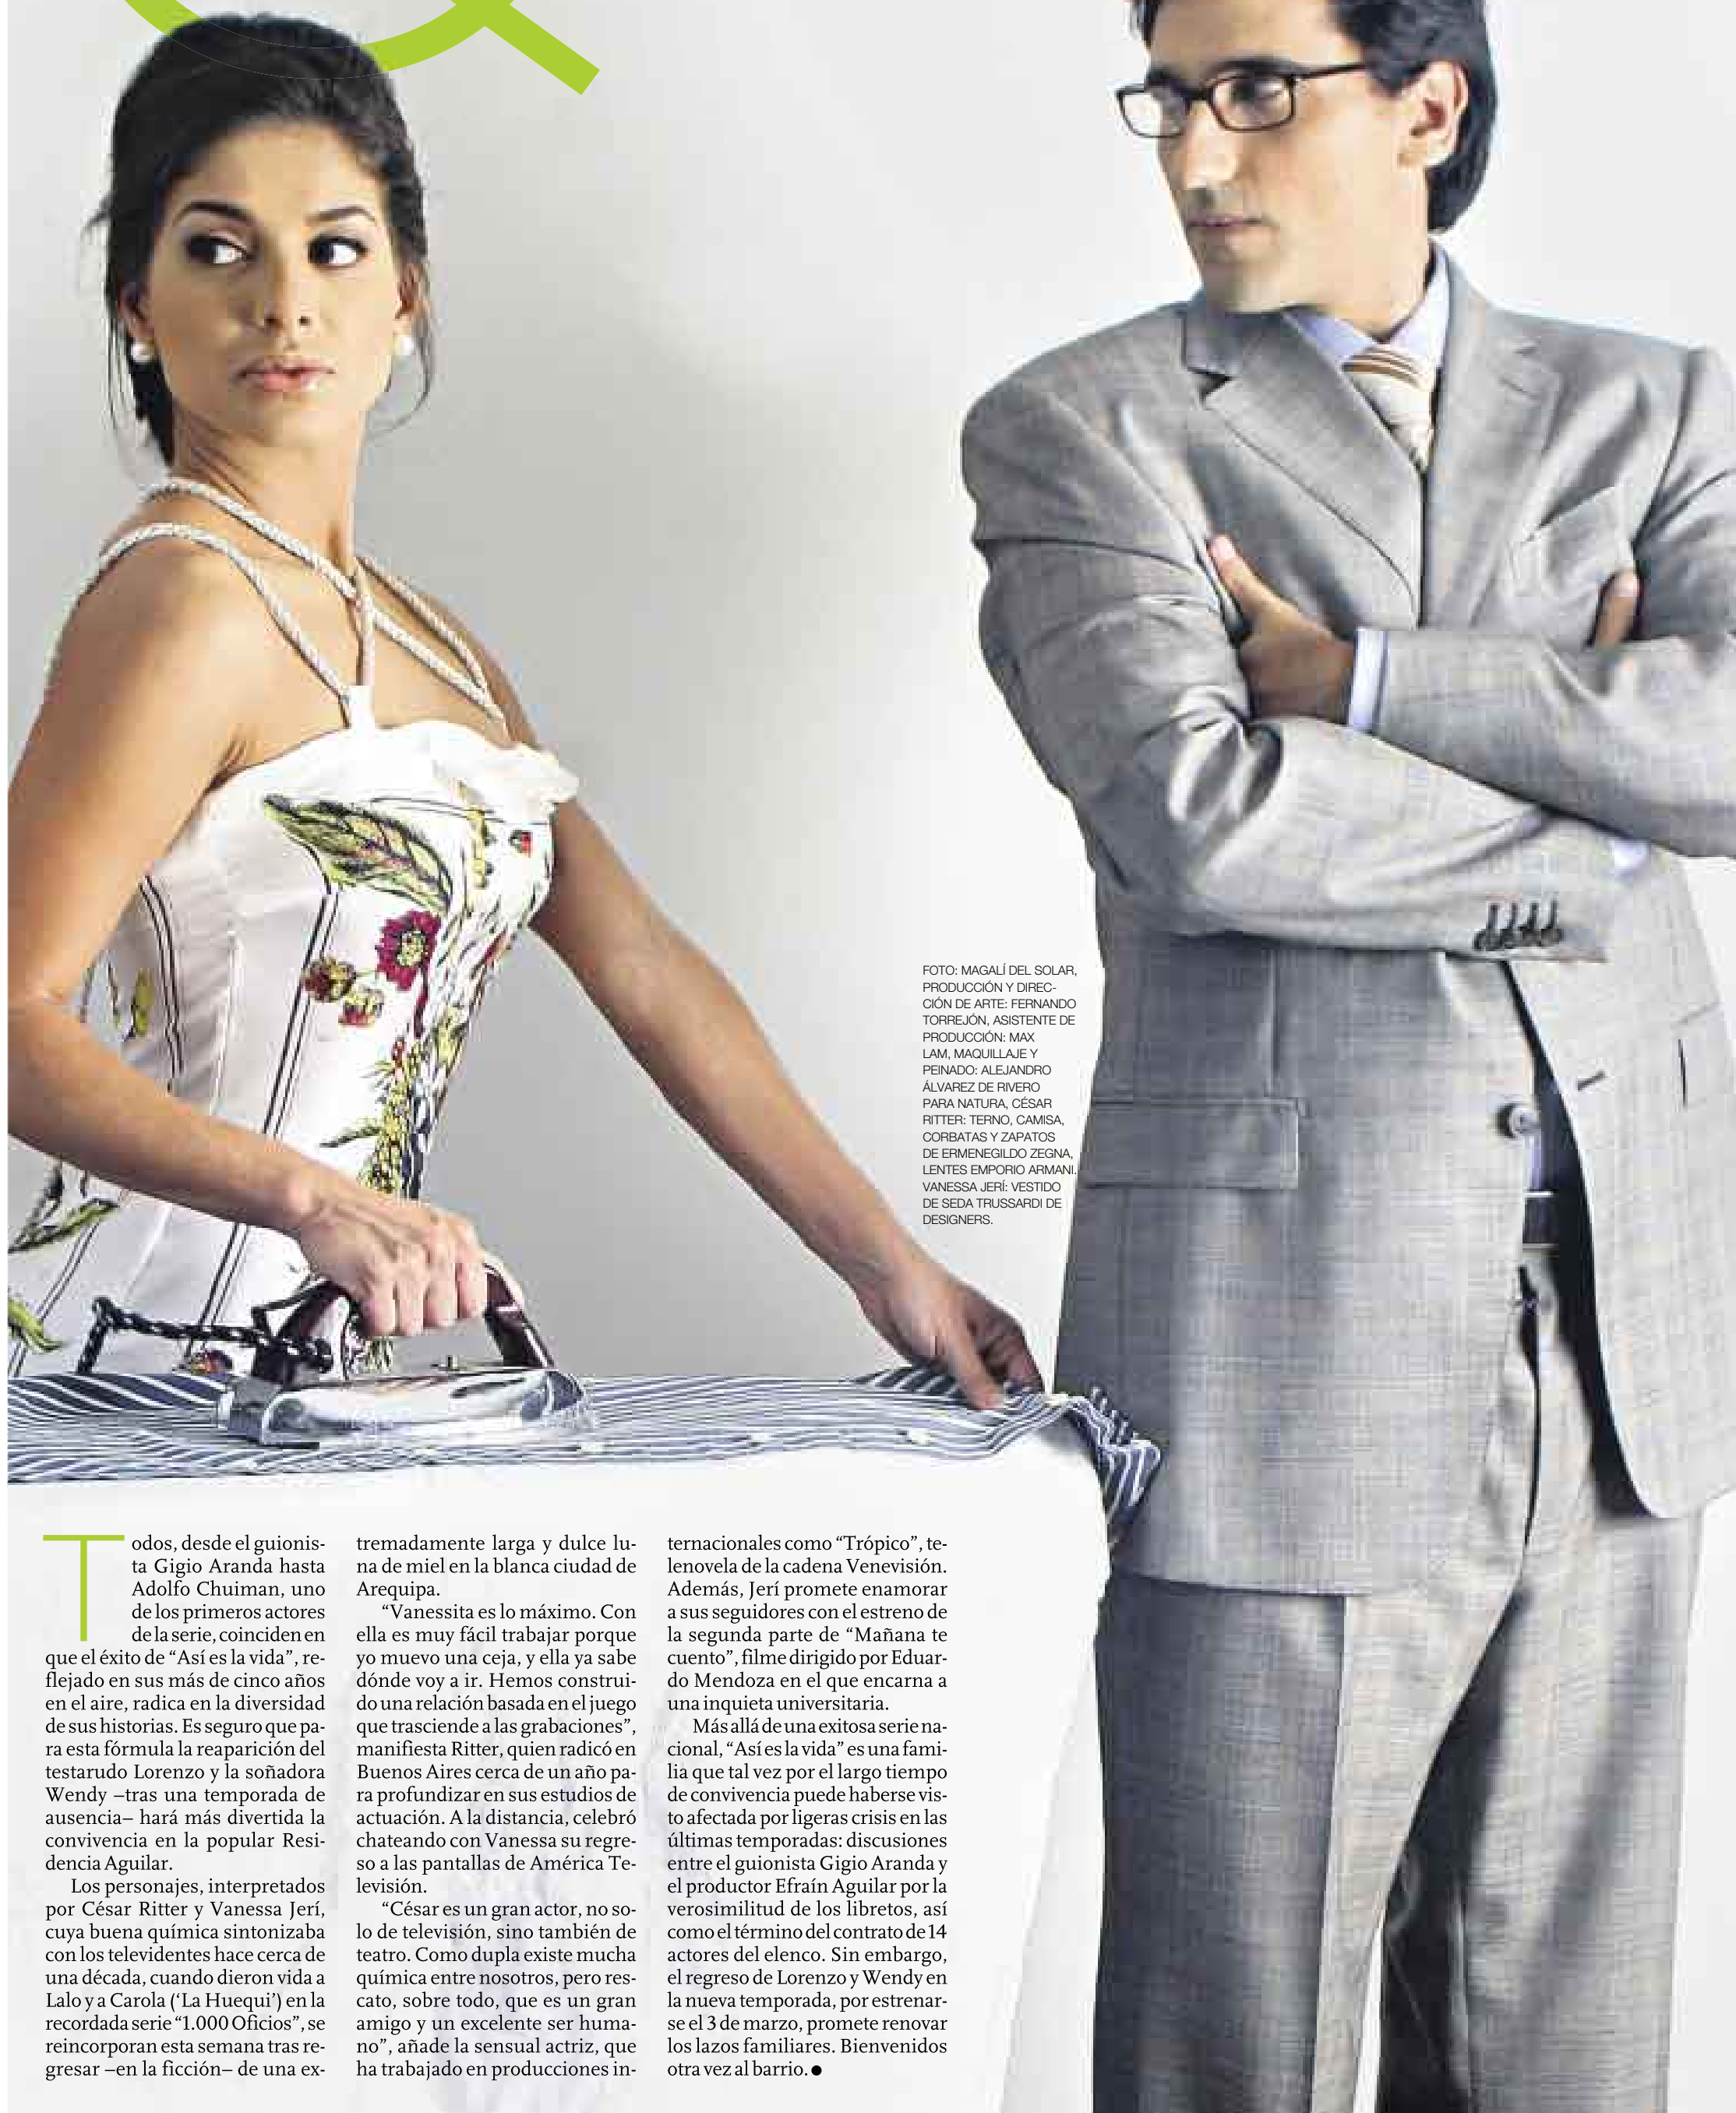 FOTO: MAGALÍ DEL SOLAR,
PRODUCCIÓN Y DIREC-
CIÓN DE ARTE: FERNANDO
TORREJÓN, ASISTENTE DE
PRODUCCIÓN: MAX
LAM, MAQUILLAJE Y
PEINADO: ALEJANDRO
ÁLVAREZ DE RIVERO
PARA NATURA, CÉSAR
RITTER: TERNO, CAMISA,
CORBATAS Y ZAPATOS
DE ERMENEGILDO ZEGNA,
LENTES EMPORIO ARMANI.
VANESSA JERÍ: VESTIDO
DE SEDA TRUSSARDI DE
DESIGNERS.
Todos, desde el guionis-
ta Gigio Aranda hasta
Adolfo Chuiman, uno
de los primeros actores
de la serie, coinciden en
que el éxito de “Así es la vida”, re-
flejado en sus más de cinco años
en el aire, radica en la diversidad
de sus historias. Es seguro que pa-
ra esta fórmula la reaparición del
testarudo Lorenzo y la soñadora
Wendy –tras una temporada de
ausencia– hará más divertida la
convivencia en la popular Resi-
dencia Aguilar.
Los personajes, interpretados
por César Ritter y Vanessa Jerí,
cuya buena química sintonizaba
con los televidentes hace cerca de
una década, cuando dieron vida a
Lalo y a Carola (‘La Huequi’) en la
recordada serie “1.000 Oficios”, se
reincorporan esta semana tras re-
gresar –en la ficción– de una ex-
tremadamente larga y dulce lu-
na de miel en la blanca ciudad de
Arequipa.
“Vanessita es lo máximo. Con
ella es muy fácil trabajar porque
yo muevo una ceja, y ella ya sabe
dónde voy a ir. Hemos construi-
do una relación basada en el juego
que trasciende a las grabaciones”,
manifiesta Ritter, quien radicó en
Buenos Aires cerca de un año pa-
ra profundizar en sus estudios de
actuación. A la distancia, celebró
chateando con Vanessa su regre-
so a las pantallas de América Te-
levisión.
“César es un gran actor, no so-
lo de televisión, sino también de
teatro. Como dupla existe mucha
química entre nosotros, pero res-
cato, sobre todo, que es un gran
amigo y un excelente ser huma-
no”, añade la sensual actriz, que
ha trabajado en producciones in-
ternacionales como “Trópico”, te-
lenovela de la cadena Venevisión.
Además, Jerí promete enamorar
a sus seguidores con el estreno de
la segunda parte de “Mañana te
cuento”, filme dirigido por Eduar-
do Mendoza en el que encarna a
una inquieta universitaria.
Más allá de una exitosa serie na-
cional, “Así es la vida” es una fami-
lia que tal vez por el largo tiempo
de convivencia puede haberse vis-
to afectada por ligeras crisis en las
últimas temporadas: discusiones
entre el guionista Gigio Aranda y
el productor Efraín Aguilar por la
verosimilitud de los libretos, así
como el término del contrato de 14
actores del elenco. Sin embargo,
el regreso de Lorenzo y Wendy en
la nueva temporada, por estrenar-
se el 3 de marzo, promete renovar
los lazos familiares. Bienvenidos
otra vez al barrio.●